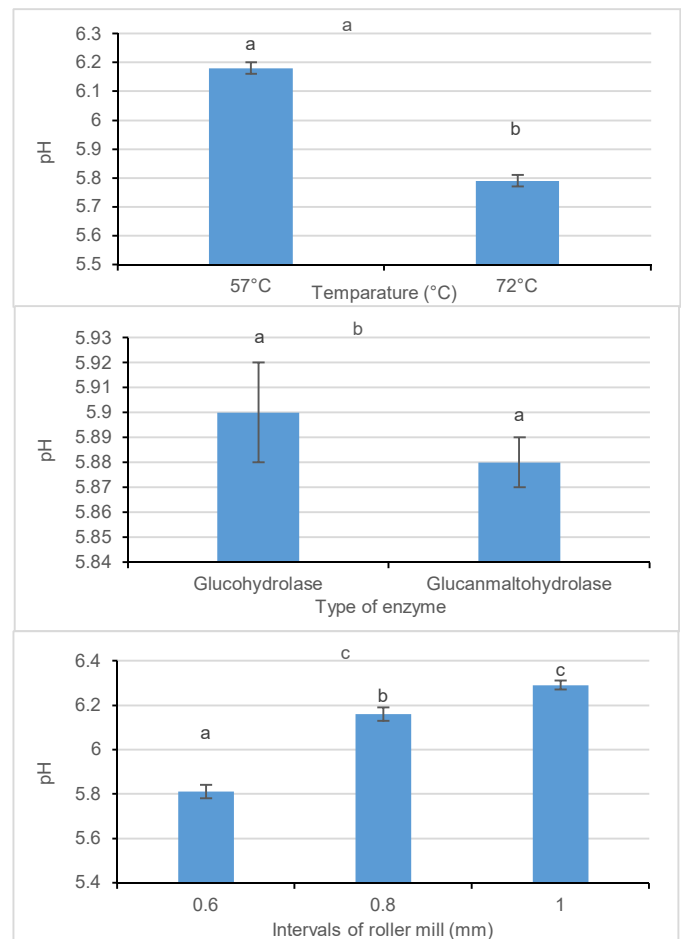 a
6.3
a
6.2
6.1
6
b
5.9
5.8
5.7
5.6
5.5
pH
57°C
72°C
Temparature (°C)
b
5.93
a
5.92
5.91
5.9
a
5.89
5.88
5.87
5.86
5.85
5.84
pH
Glucohydrolase Glucanmaltohydrolase
Type of enzyme
c
6.4
c
6.2
b
6
a
5.8
5.6
5.4
pH
0.6 0.8 1
Intervals of roller mill (mm)